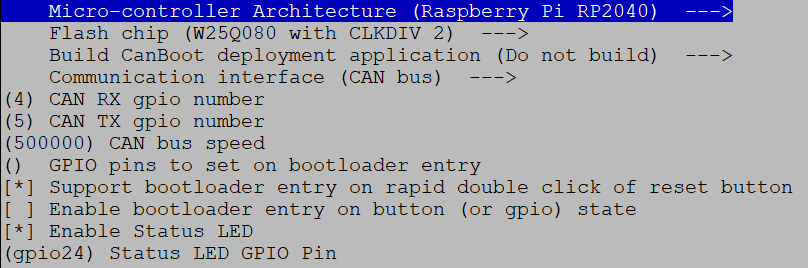 Micro-controller Architecture (Raspberry Pi RP2040)  --->
Flash chip (W25Q080 with CLKDIV 2)  --->
Build CanBoot deployment application (Do not build)  --->
Communication interface (CAN bus)  --->
(4) CAN RX gpio number
(5) CAN TX gpio number
(500000) CAN bus speed
()  GPIO pins to set on bootloader entry
[*] Support bootloader entry on rapid double click of reset button
[ ] Enable bootloader entry on button (or gpio) state
[*] Enable Status LED
(gpio24) Status LED GPIO Pin